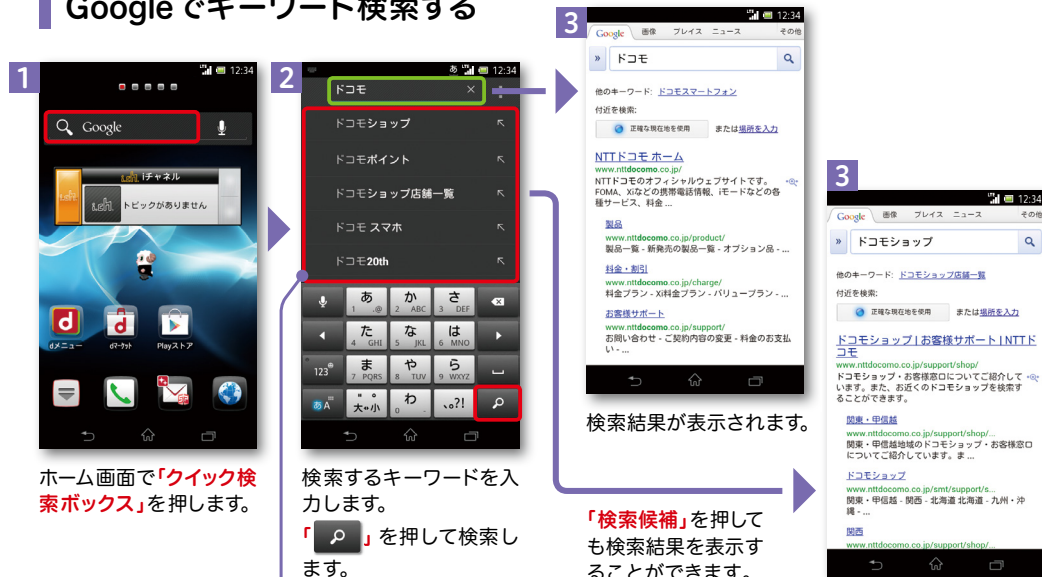 Googleでキーワード検索する
1
12:34
Google
iチャネル
トピックがありません
dメニュー
dマーケット
Playストア
ホーム画面で「クイック検
索ボックス」を押します。
2
あ 12:34
ドコモ ×
ドコモショップ
ドコモポイント
ドコモショップ店舗一覧
ドコモ スマホ
ドコモ20th
あ 1 .@
か 2 ABC
さ 3 DEF
た 4 GHI
な 5 JKL
は 6 MNO
123
ま 7 PQRS
や 8 TUV
ら 9 WXYZ
あA
大⇔小
わ 0
､｡?!
検索するキーワードを入
力します。
「 」を押して検索し
ます。
3
12:34
Google 画像 プレイス ニュース その他
» ドコモ
他のキーワード: ドコモスマートフォン
付近を検索:
正確な現在地を使用 または場所を入力
NTTドコモ ホーム
www.nttdocomo.co.jp/
NTTドコモのオフィシャルウェブサイトです。
FOMA、Xiなどの携帯電話情報、iモードなどの各
種サービス、料金 ...
製品
www.nttdocomo.co.jp/product/
製品一覧 - 新発売の製品一覧 - オプション品 - ...
料金・割引
www.nttdocomo.co.jp/charge/
料金プラン - Xi料金プラン - バリュープラン - ...
お客様サポート
www.nttdocomo.co.jp/support/
お問い合わせ - ご契約内容の変更 - 料金のお支払
い - ...
検索結果が表示されます。
「検索候補」を押して
も検索結果を表示す
ることができます。
3
12:34
Google 画像 プレイス ニュース その他
» ドコモショップ
他のキーワード: ドコモショップ店舗一覧
付近を検索:
正確な現在地を使用 または場所を入力
ドコモショップ | お客様サポート | NTTド
コモ
www.nttdocomo.co.jp/support/shop/
ドコモショップ・お客様窓口についてご紹介して
います。また、お近くのドコモショップを検索す
ることができます。
関東・甲信越
www.nttdocomo.co.jp/support/shop/...
関東・甲信越地域のドコモショップ・お客様窓口
についてご紹介しています。ま ...
ドコモショップ
www.nttdocomo.co.jp/smt/support/s...
関東・甲信越 - 関西 - 北海道 北海道 - 九州・沖
縄 - ...
関西
www.nttdocomo.co.jp/support/shop/...